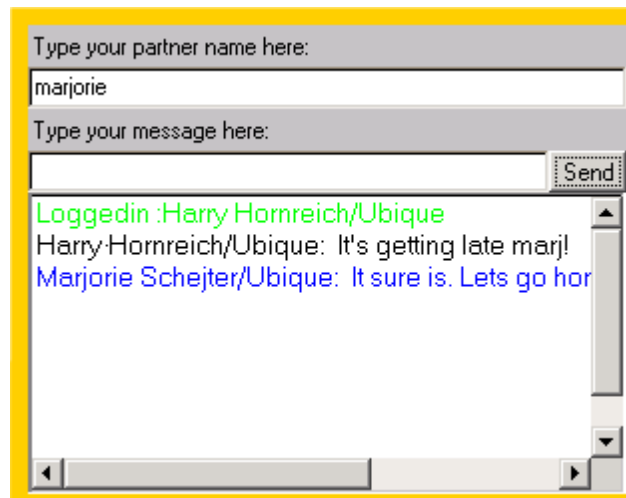 Type your partner name here:
marjorie
Type your message here:
Send
Loggedin :Harry Hornreich/Ubique
Harry Hornreich/Ubique: It's getting late marj!
Marjorie Schejter/Ubique: It sure is. Lets go